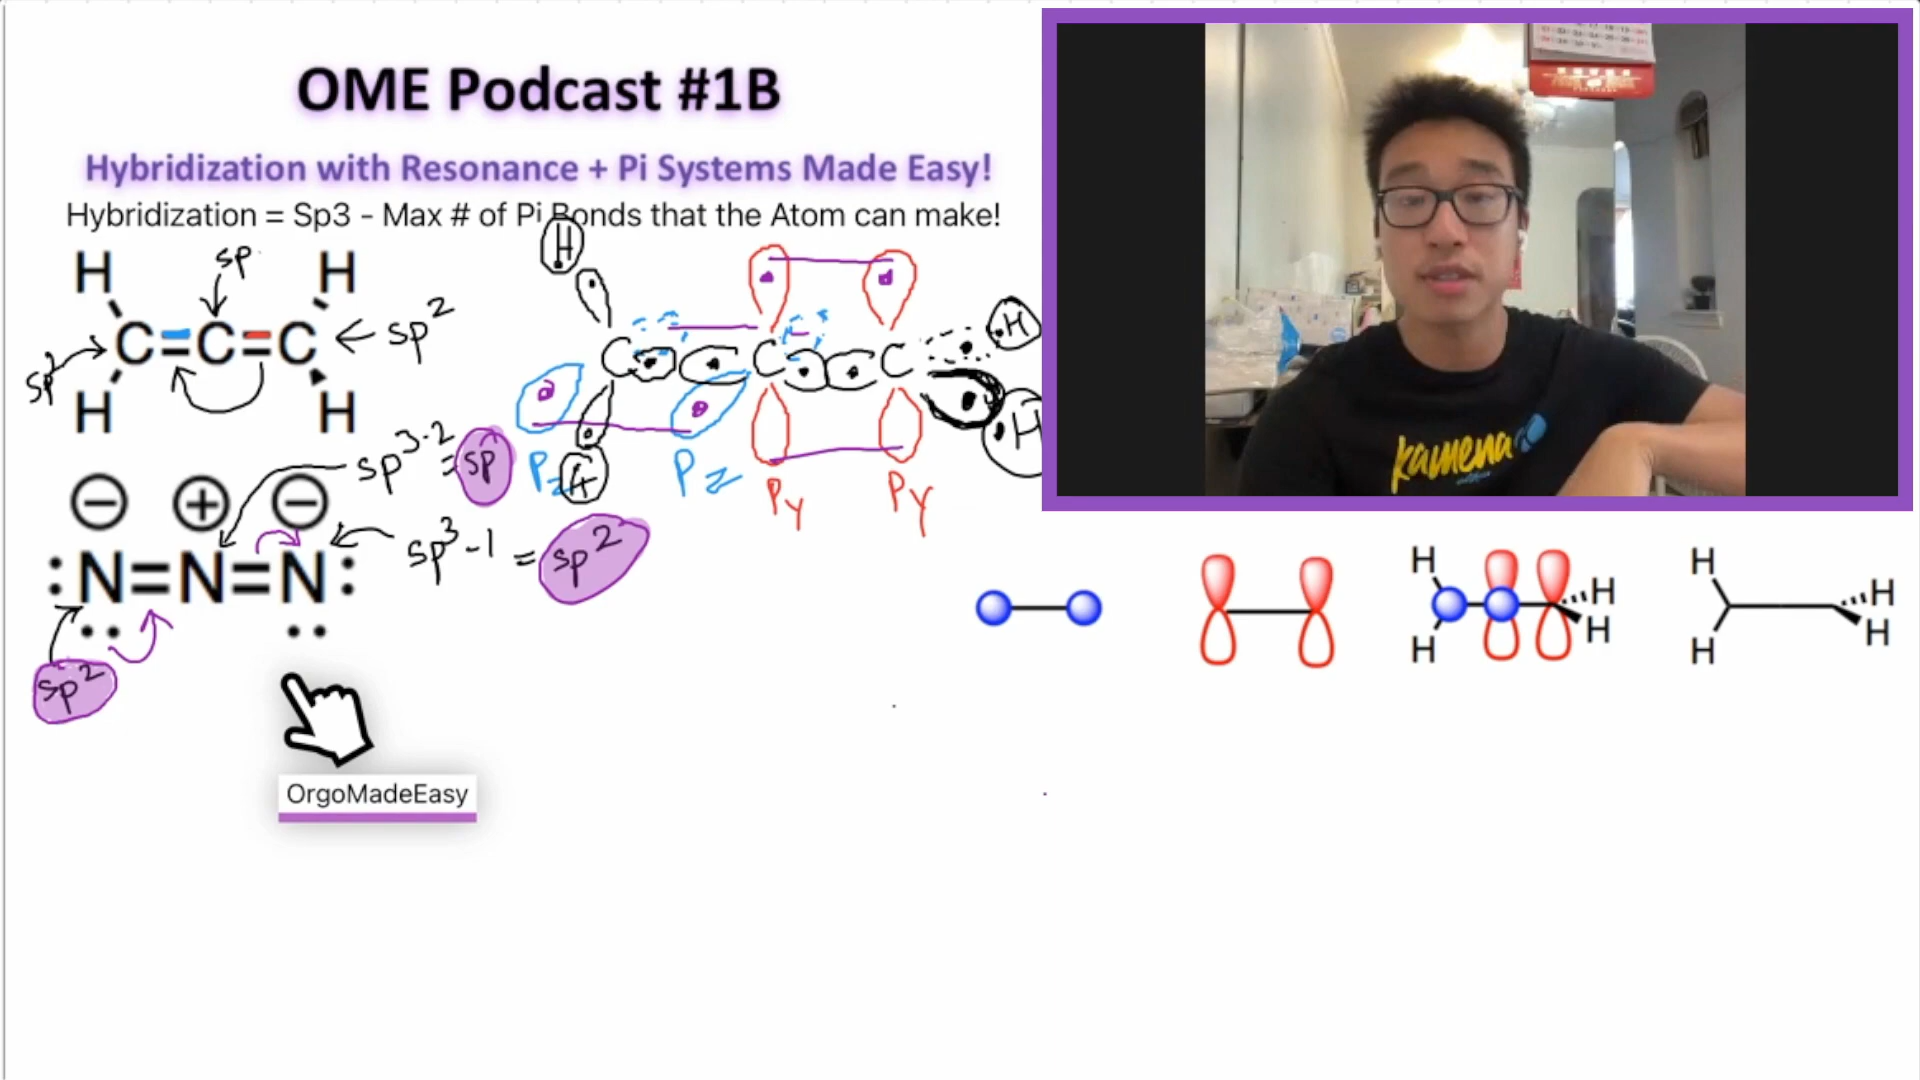 OME Podcast #1B
Hybridization with Resonance + Pi Systems Made Easy!
Hybridization = Sp3 - Max # of Pi Bonds that the Atom can make!
H sp H H
C=C=C ← sp² C C C H
sp²
H H H
sp³⁻² = sp Pz H Pz Py Py
⊖ ⊕ ⊖
sp³-1 = sp²
:N=N=N:
sp²
H H H H
H H H H
OrgoMadeEasy
kamena